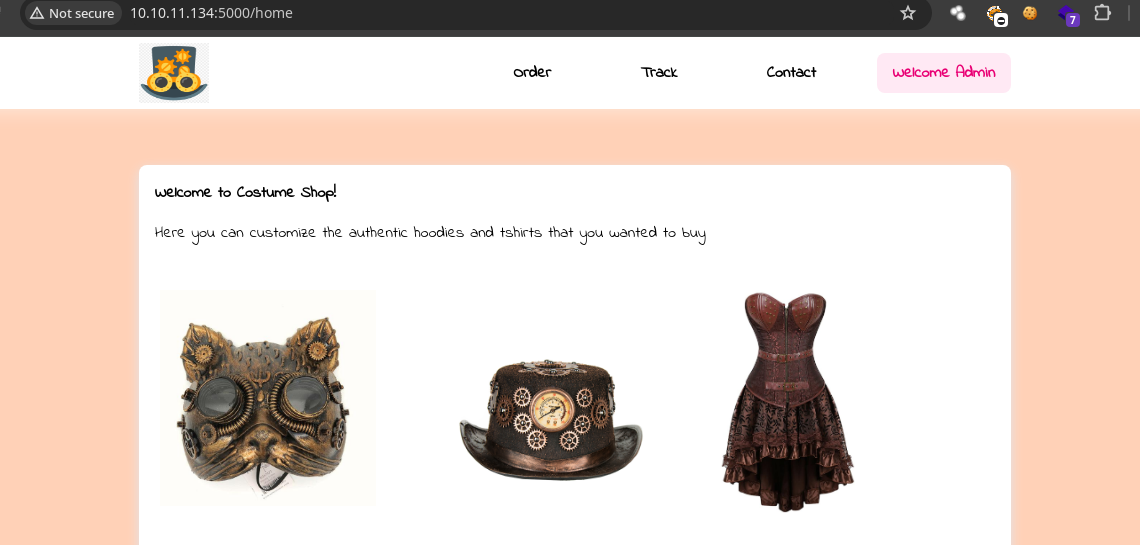 Not secure 10.10.11.134:5000/home
7
Order Track Contact Welcome Admin
Welcome to Costume Shop!
Here you can customize the authentic hoodies and tshirts that you wanted to buy